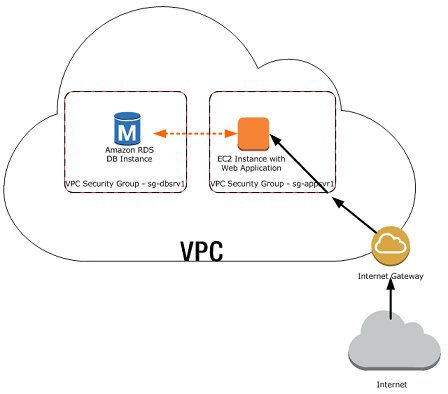 M
Amazon RDS
DB Instance
EC2 Instance with
Web Application
VPC Security Group - sg-dbsrv1
VPC Security Group - sg-appsvr1
VPC
Internet Gateway
Internet